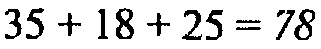 35 + 18 + 25 = 78